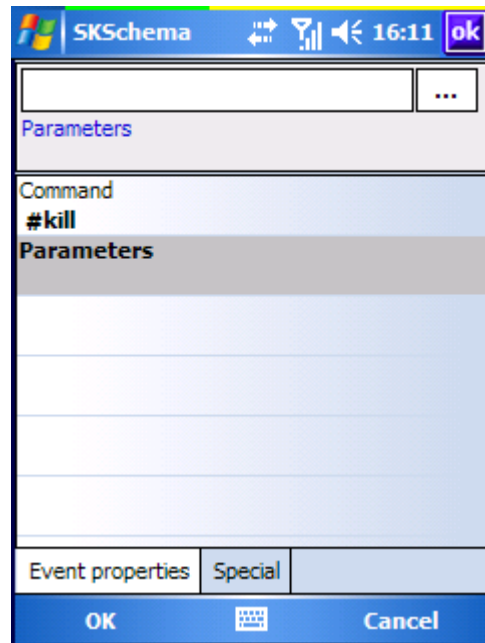 SKSchema 16:11 ok
...
Parameters
Command
#kill
Parameters
Event properties Special
OK Cancel